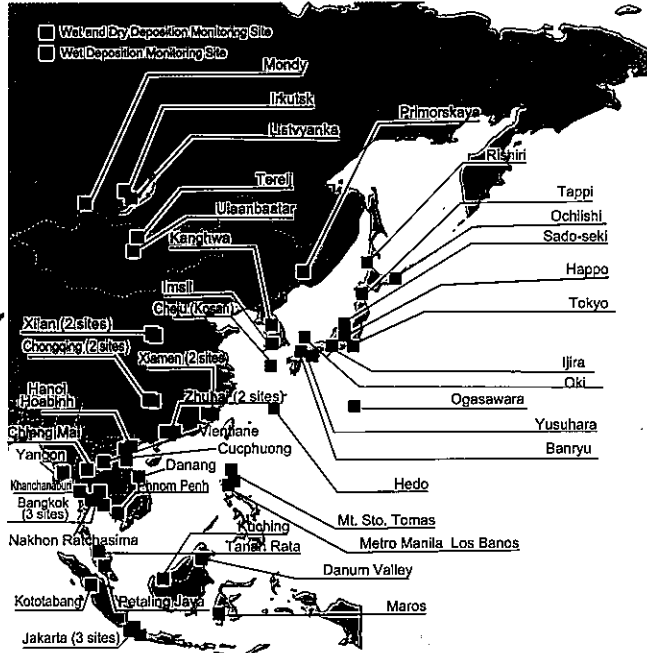 Wet and Dry Deposition Monitoring Site
Wet Deposition Monitoring Site
Mondy
Irkutsk
Primorskaya
Listvyanka
Rishiri
Terelj
Tappi
Ulaanbaatar
Ochiishi
Kanghwa
Sado-seki
Happo
Imsil
Cheju (Kosan)
Tokyo
Xi'an (2 sites)
Chongqing (2 sites)
Xiamen (2 sites)
Ijira
Oki
Hanoi
Hoabinh
Zhuhai (2 sites)
Ogasawara
Yusuhara
Chiang Mai
Vientiane
Cucphuong
Banryu
Yangon
Danang
Khanchanaburi
Phnom Penh
Hedo
Bangkok
(3 sites)
Mt. Sto. Tomas
Kuching
Nakhon Ratchasima
Tanah Rata
Metro Manila Los Banos
Danum Valley
Kototabang
Petaling Jaya
Maros
Jakarta (3 sites)